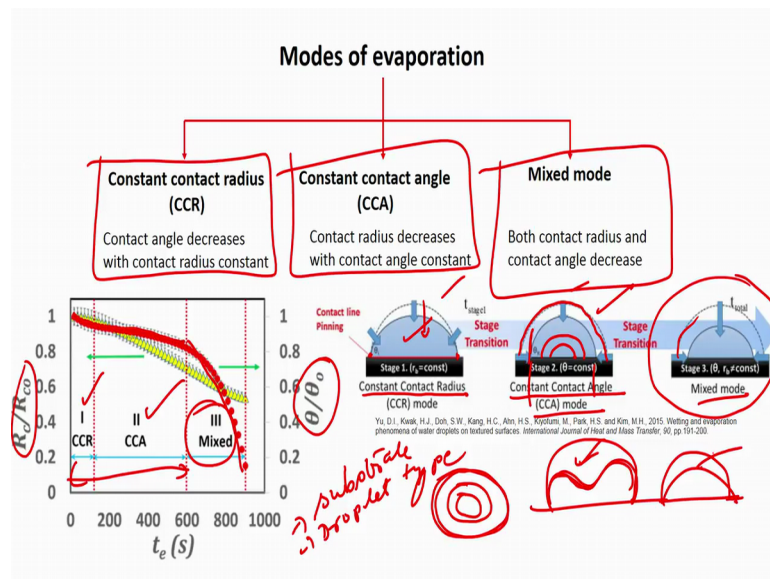 Modes of evaporation
Constant contact radius
(CCR)
Contact angle decreases
with contact radius constant
Constant contact angle
(CCA)
Contact radius decreases
with contact angle constant
Mixed mode
Both contact radius and
contact angle decrease
1
0.8
0.6
0.4
0.2
0
R_c/R_co
I
CCR
II
CCA
III
Mixed
1
0.8
0.6
0.4
0.2
0
θ/θ_o
0 200 400 600 800 1000
t_e (s)
Contact line
Pinning
t_stage1
Stage
Transition
Stage
Transition
t_total
Stage 1. (r_b=const)
Constant Contact Radius
(CCR) mode
Stage 2. (θ=const)
Constant Contact Angle
(CCA) mode
Stage 3. (θ, r_b≠const)
Mixed mode
Yu, D.I., Kwak, H.J., Doh, S.W., Kang, H.C., Ahn, H.S., Kiyofumi, M., Park, H.S. and Kim, M.H., 2015. Wetting and evaporation
phenomena of water droplets on textured surfaces. International Journal of Heat and Mass Transfer, 90, pp.191-200.
→ substrate
→ Droplet type